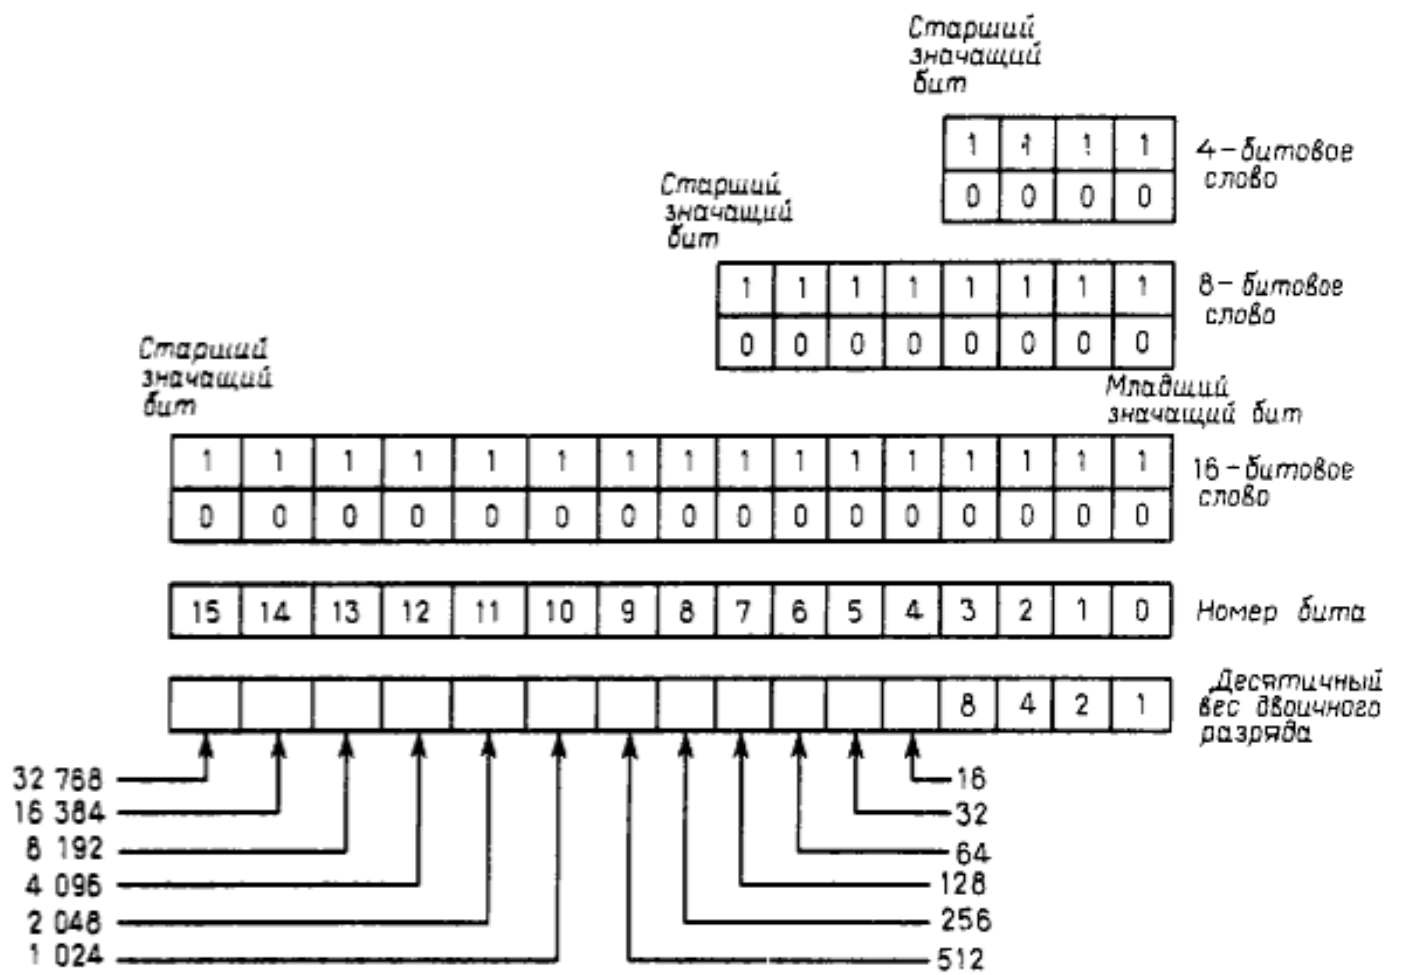 Старший
значащий
бит
1 1 1 1
4-битовое
слово
0 0 0 0
Старший
значащий
бит
1 1 1 1 1 1 1 1
8-битовое
слово
0 0 0 0 0 0 0 0
Старший
значащий
бит
Младщий
значащий бит
1 1 1 1 1 1 1 1 1 1 1 1 1 1 1 1
16-битовое
слово
0 0 0 0 0 0 0 0 0 0 0 0 0 0 0 0
15 14 13 12 11 10 9 8 7 6 5 4 3 2 1 0
Номер бита
8 4 2 1
Десятичный
вес двоичного
разряда
32 768
16 384
8 192
4 096
2 048
1 024
16
32
64
128
256
512